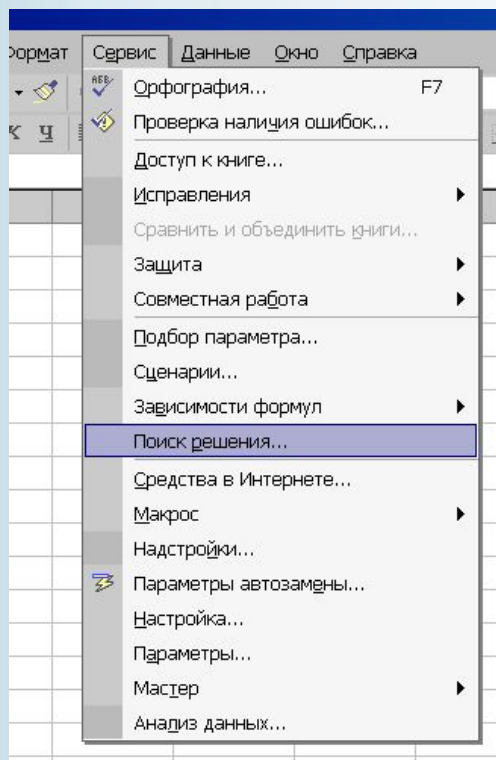 Формат Сервис Данные Окно Справка
Ч
Орфография... F7
Проверка наличия ошибок...
Доступ к книге...
Исправления
Сравнить и объединить книги...
Защита
Совместная работа
Подбор параметра...
Сценарии...
Зависимости формул
Поиск решения...
Средства в Интернете...
Макрос
Надстройки...
Параметры автозамены...
Настройка...
Параметры...
Мастер
Анализ данных...